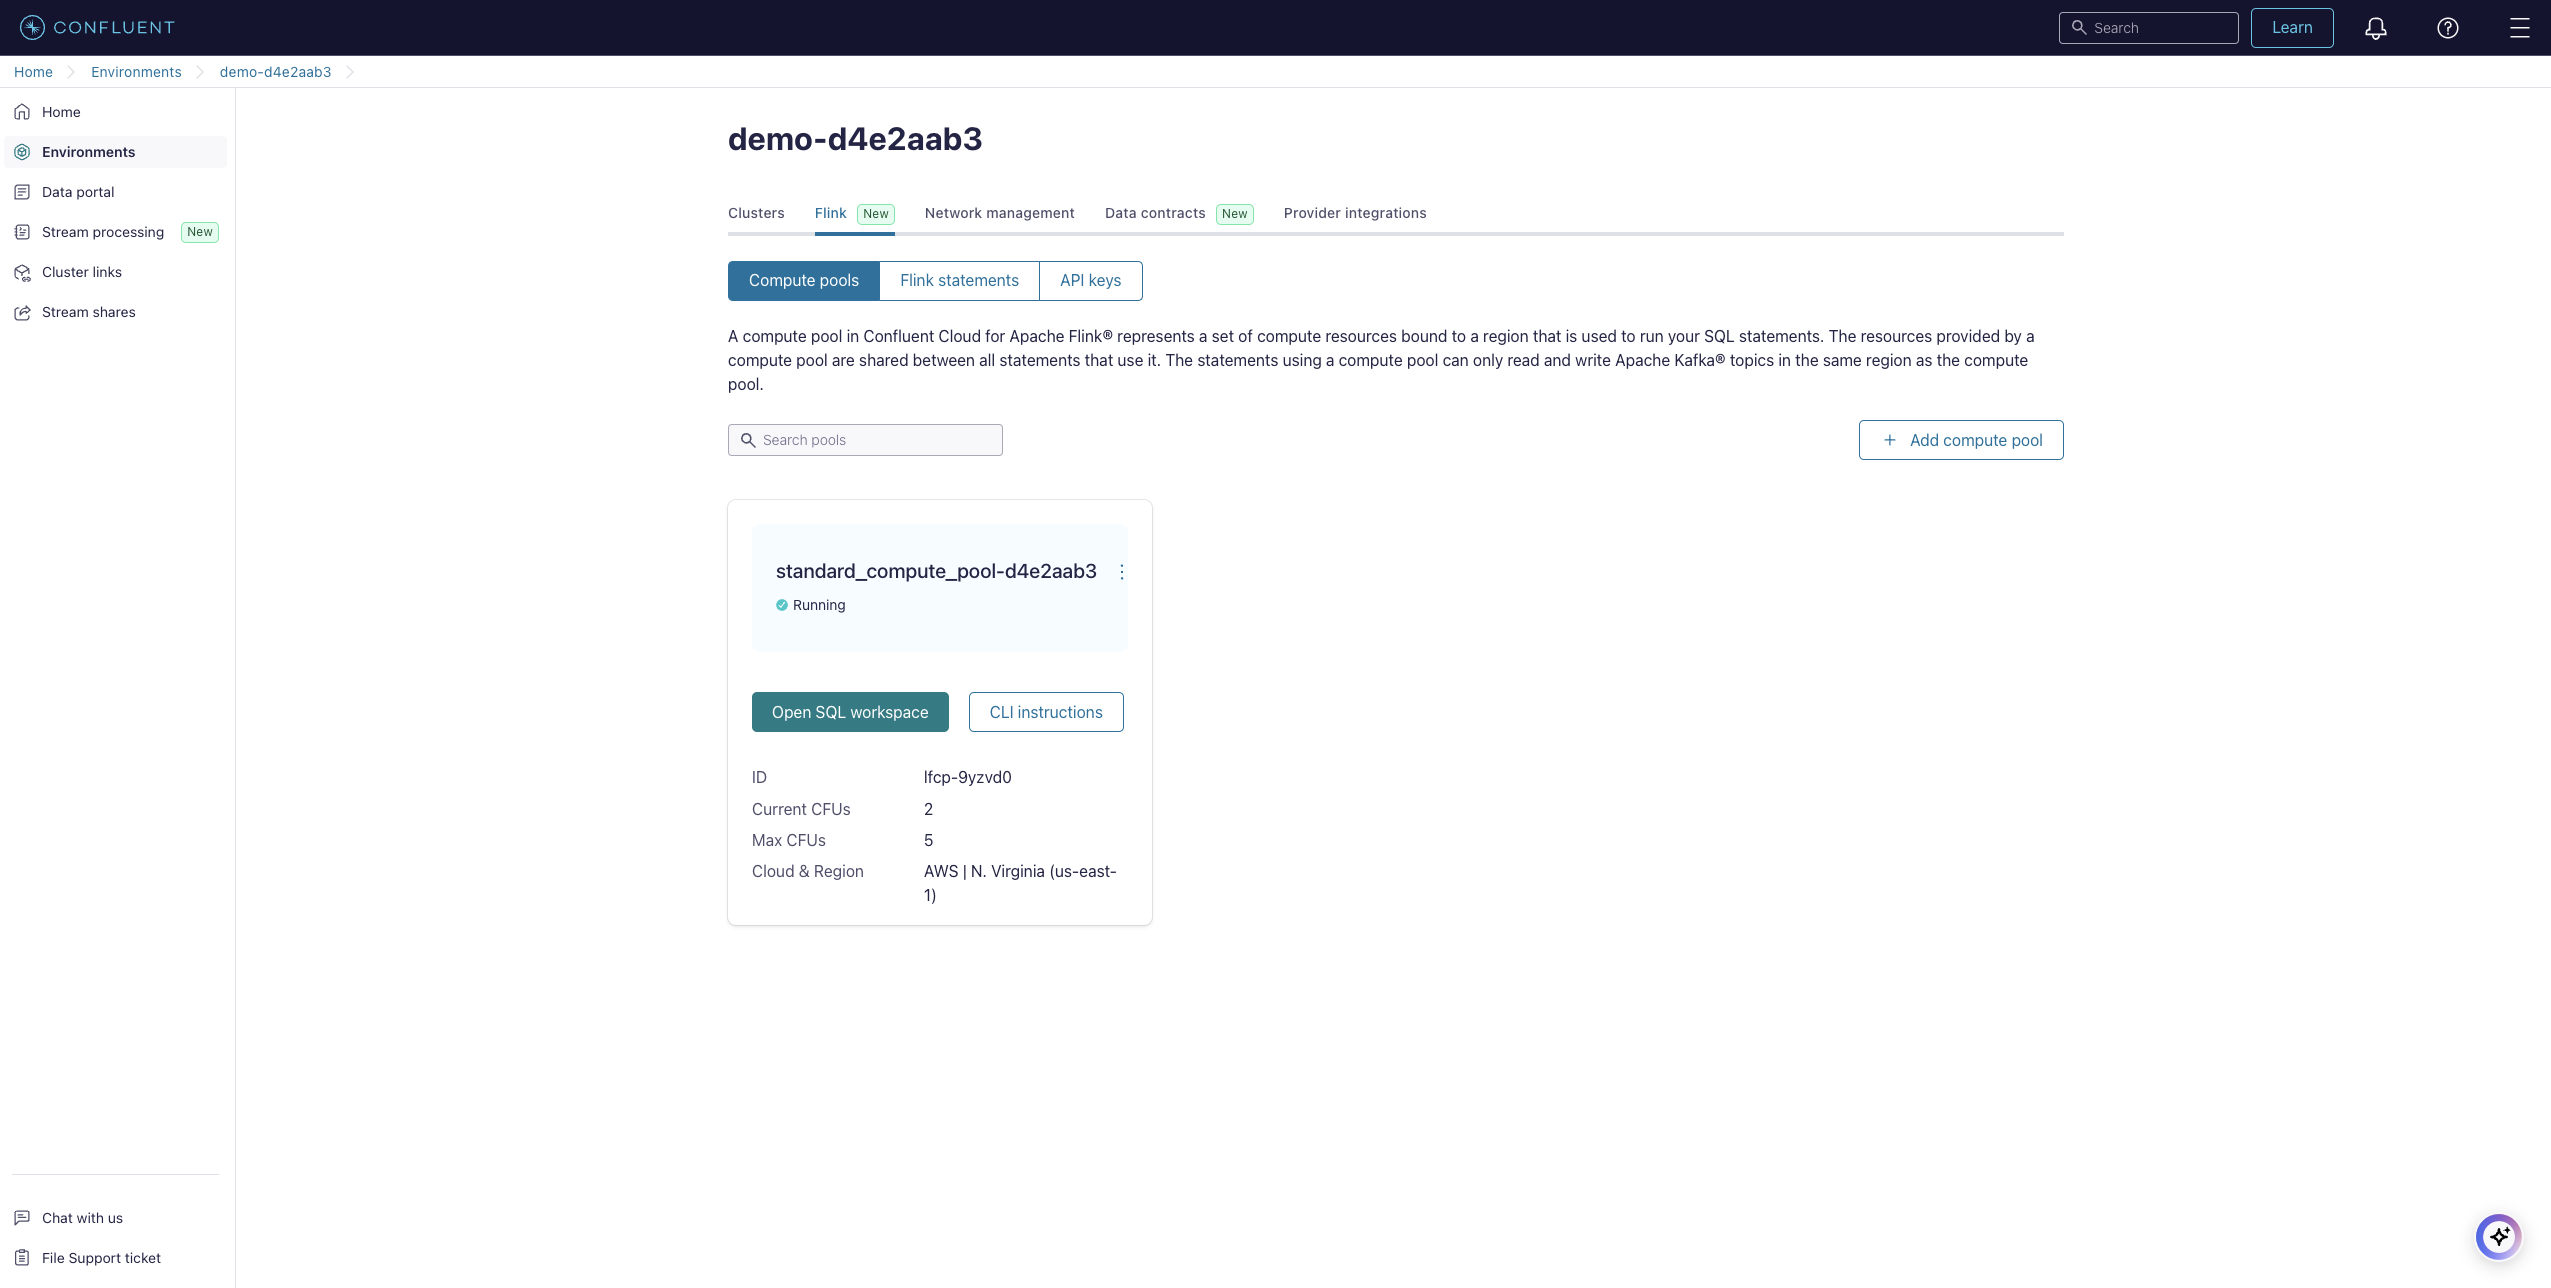 CONFLUENT
Search
Learn
Home
Environments
demo-d4e2aab3
Home
Environments
Data portal
Stream processing New
Cluster links
Stream shares
demo-d4e2aab3
Clusters
Flink New
Network management
Data contracts New
Provider integrations
Compute pools
Flink statements
API keys
A compute pool in Confluent Cloud for Apache Flink® represents a set of compute resources bound to a region that is used to run your SQL statements. The resources provided by a
compute pool are shared between all statements that use it. The statements using a compute pool can only read and write Apache Kafka® topics in the same region as the compute
pool.
Search pools
+ Add compute pool
standard_compute_pool-d4e2aab3
Running
Open SQL workspace
CLI instructions
ID lfcp-9yzvd0
Current CFUs 2
Max CFUs 5
Cloud & Region AWS | N. Virginia (us-east-
1)
Chat with us
File Support ticket